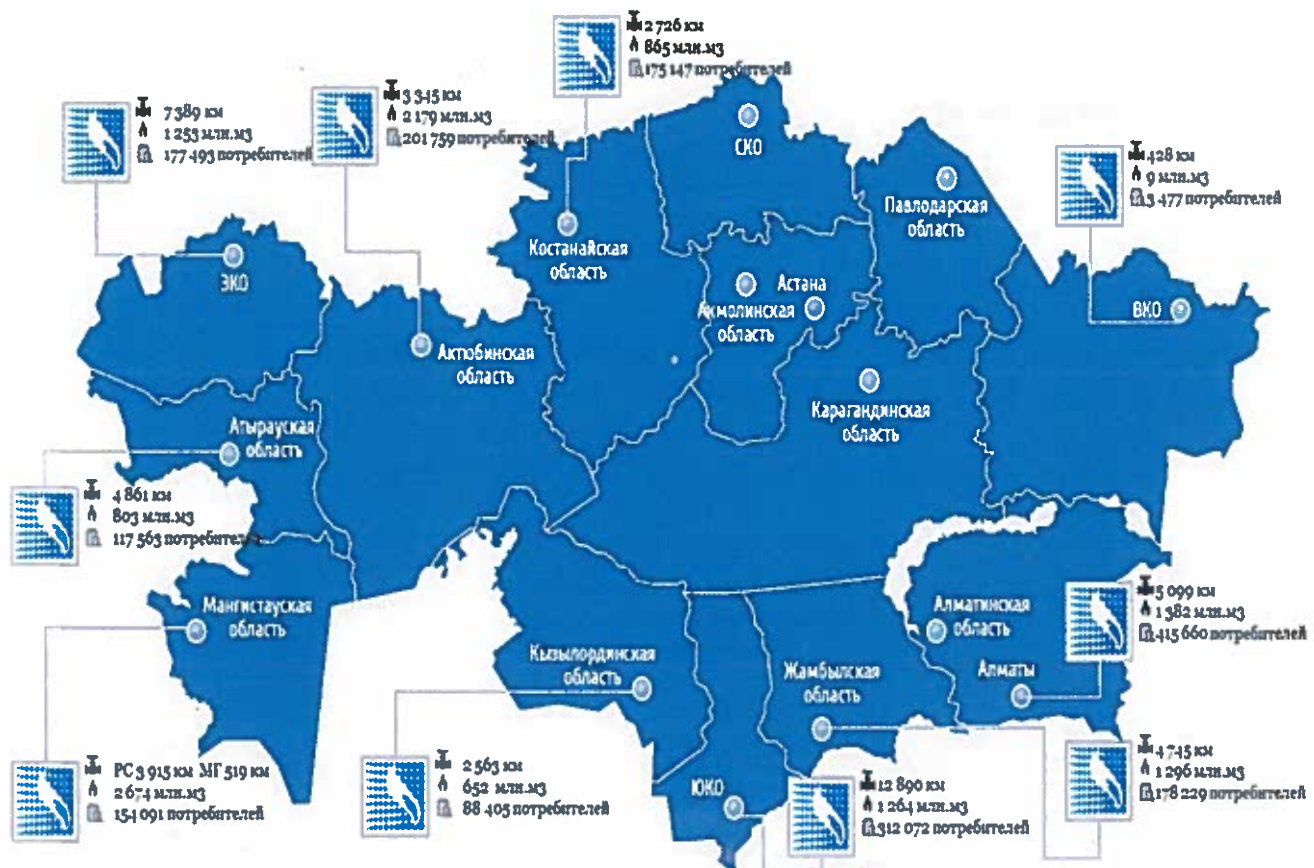 2 726 км
865 млн.м3
175 147 потребителей
7 389 км
1 253 млн.м3
177 493 потребителей
3 345 км
2 179 млн.м3
201 759 потребителей
428 км
9 млн.м3
3 477 потребителей
СКО
Павлодарская
область
Костанайская
область
ЗКО
Астана
Акмолинская
область
ВКО
Актюбинская
область
Карагандинская
область
Атырауская
область
4 861 км
803 млн.м3
117 563 потребителей
Мангистауская
область
5 099 км
1 382 млн.м3
415 660 потребителей
Алматинская
область
Кызылординская
область
Жамбылская
область
Алматы
РС 3 915 км МГ 519 км
2 674 млн.м3
154 091 потребителей
2 563 км
652 млн.м3
88 405 потребителей
ЮКО
12 890 км
1 264 млн.м3
312 072 потребителей
4 745 км
1 296 млн.м3
178 229 потребителей